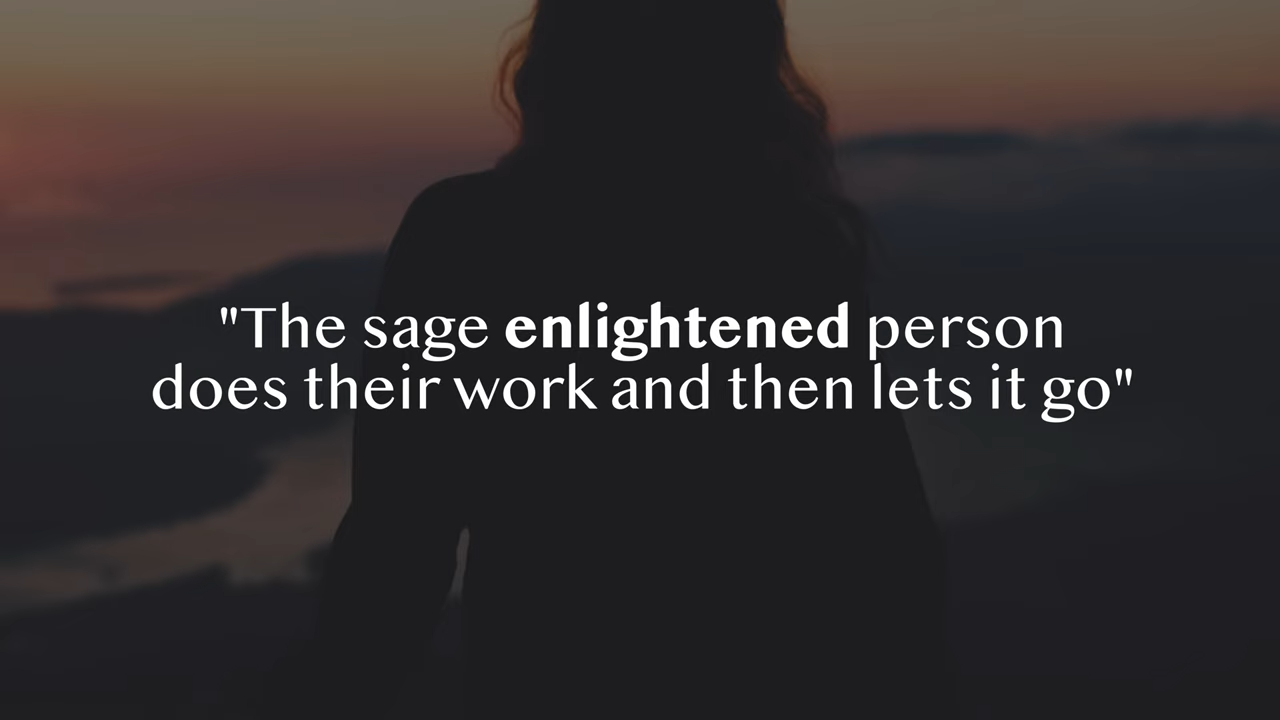 "The sage enlightened person
does their work and then lets it go"